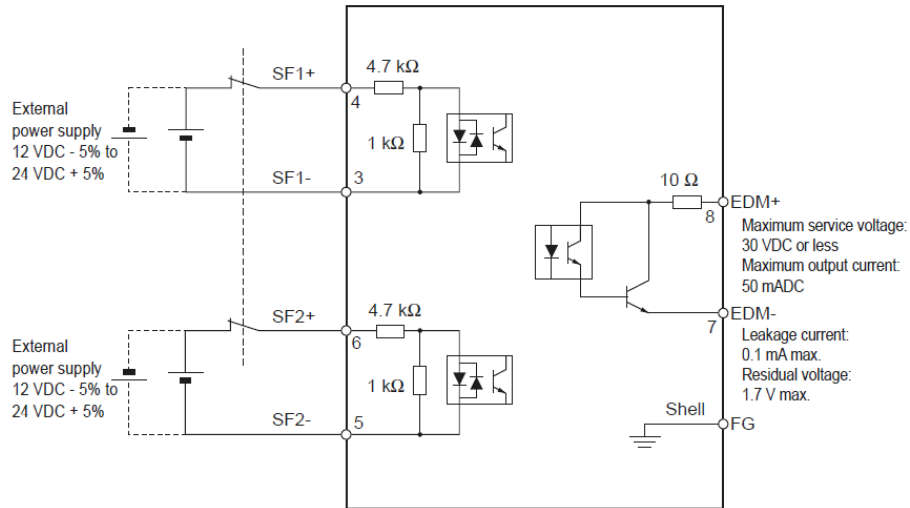 SF1+
4.7 kΩ
4
External
power supply
12 VDC - 5% to
24 VDC + 5%
1 kΩ
SF1-
3
10 Ω
EDM+
8
Maximum service voltage:
30 VDC or less
Maximum output current:
50 mADC
EDM-
7
Leakage current:
0.1 mA max.
Residual voltage:
1.7 V max.
SF2+
4.7 kΩ
6
External
power supply
12 VDC - 5% to
24 VDC + 5%
1 kΩ
SF2-
5
Shell
FG